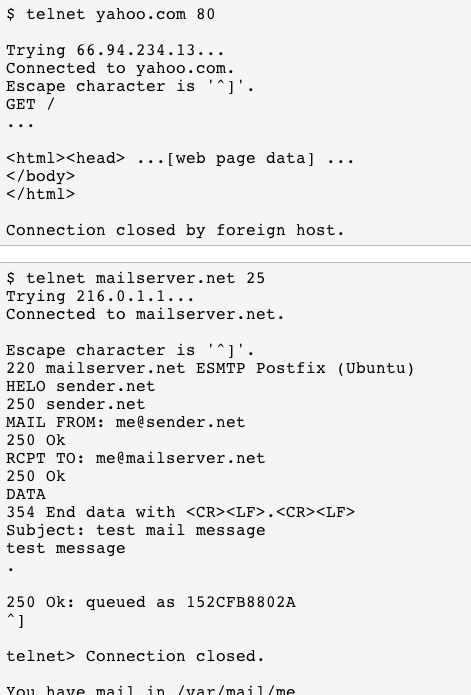 $ telnet yahoo.com 80
Trying 66.94.234.13...
Connected to yahoo.com.
Escape character is '^]'.
GET /
...
<html><head> ...[web page data] ...
</body>
</html>
Connection closed by foreign host.
$ telnet mailserver.net 25
Trying 216.0.1.1...
Connected to mailserver.net.
Escape character is '^]'.
220 mailserver.net ESMTP Postfix (Ubuntu)
HELO sender.net
250 sender.net
MAIL FROM: me@sender.net
250 Ok
RCPT TO: me@mailserver.net
250 Ok
DATA
354 End data with <CR><LF>.<CR><LF>
Subject: test mail message
test message
.
250 Ok: queued as 152CFB8802A
^]
telnet> Connection closed.
You have mail in /var/mail/me